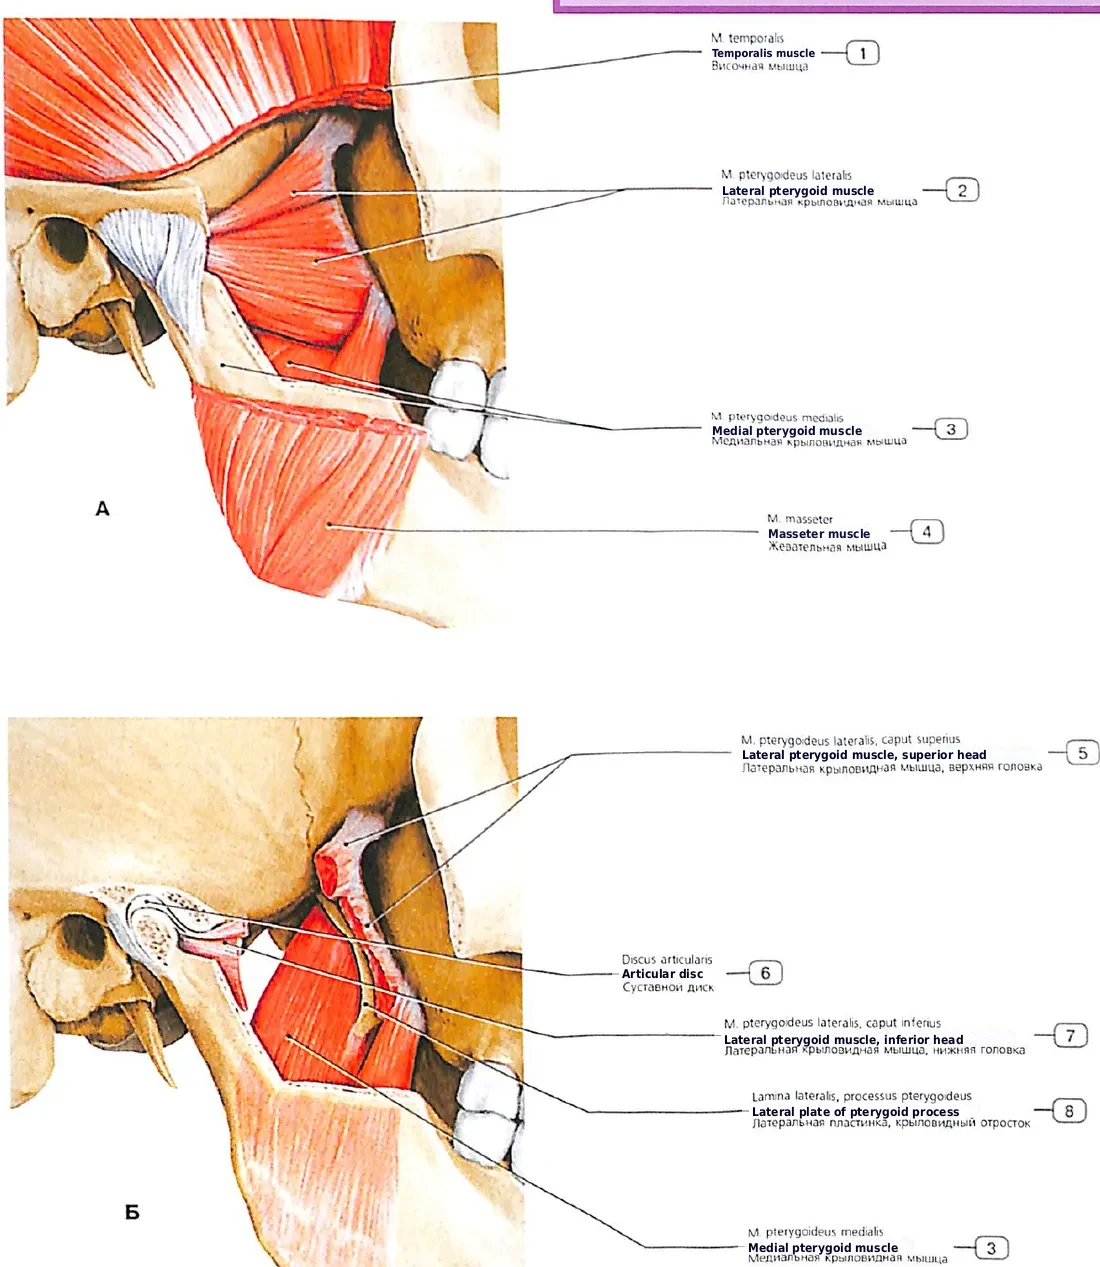 M. temporalis
Temporalis muscle 1
Височная мышца
M. pterygoideus lateralis
Lateral pterygoid muscle 2
Латеральная крыловидная мышца
M. pterygoideus medialis
Medial pterygoid muscle 3
Медиальная крыловидная мышца
А
M. masseter
Masseter muscle 4
Жевательная мышца
M. pterygoideus lateralis, caput superius
Lateral pterygoid muscle, superior head 5
Латеральная крыловидная мышца, верхняя головка
Discus articularis
Articular disc 6
Суставной диск
M. pterygoideus lateralis, caput inferius
Lateral pterygoid muscle, inferior head 7
Латеральная крыловидная мышца, нижняя головка
Lamina lateralis, processus pterygoideus
Lateral plate of pterygoid process 8
Латеральная пластинка, крыловидный отросток
Б
M. pterygoideus medialis
Medial pterygoid muscle 3
Медиальная крыловидная мышца